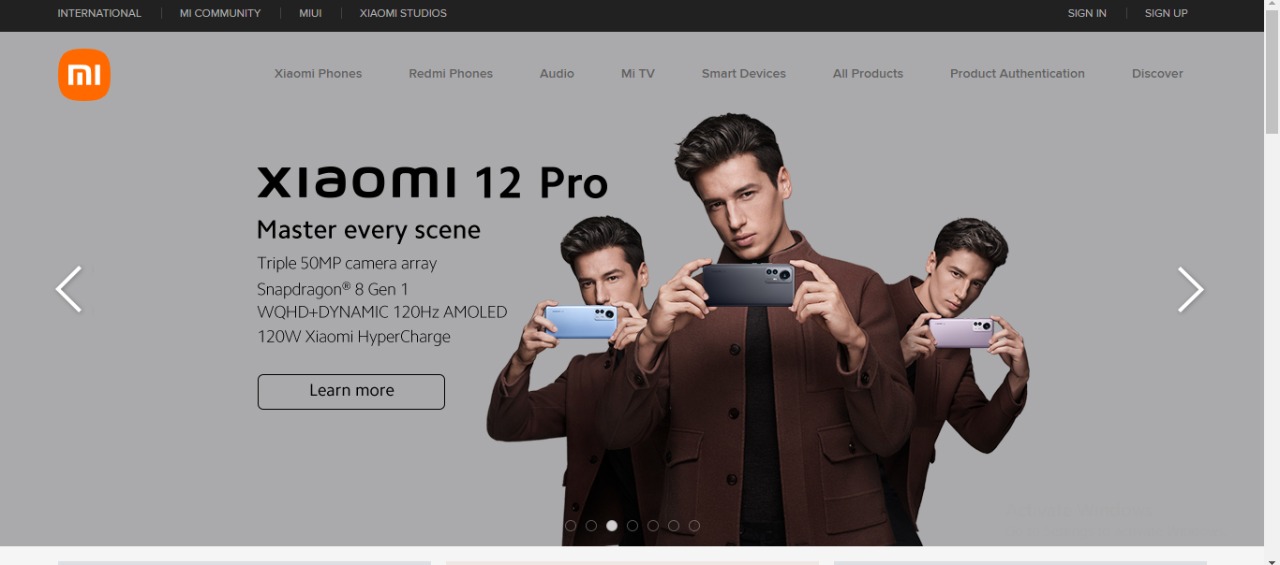 INTERNATIONAL MI COMMUNITY MIUI XIAOMI STUDIOS SIGN IN SIGN UP
mi
Xiaomi Phones Redmi Phones Audio Mi TV Smart Devices All Products Product Authentication Discover
xiaomi 12 Pro
Master every scene
Triple 50MP camera array
Snapdragon® 8 Gen 1
WQHD+DYNAMIC 120Hz AMOLED
120W Xiaomi HyperCharge
Learn more